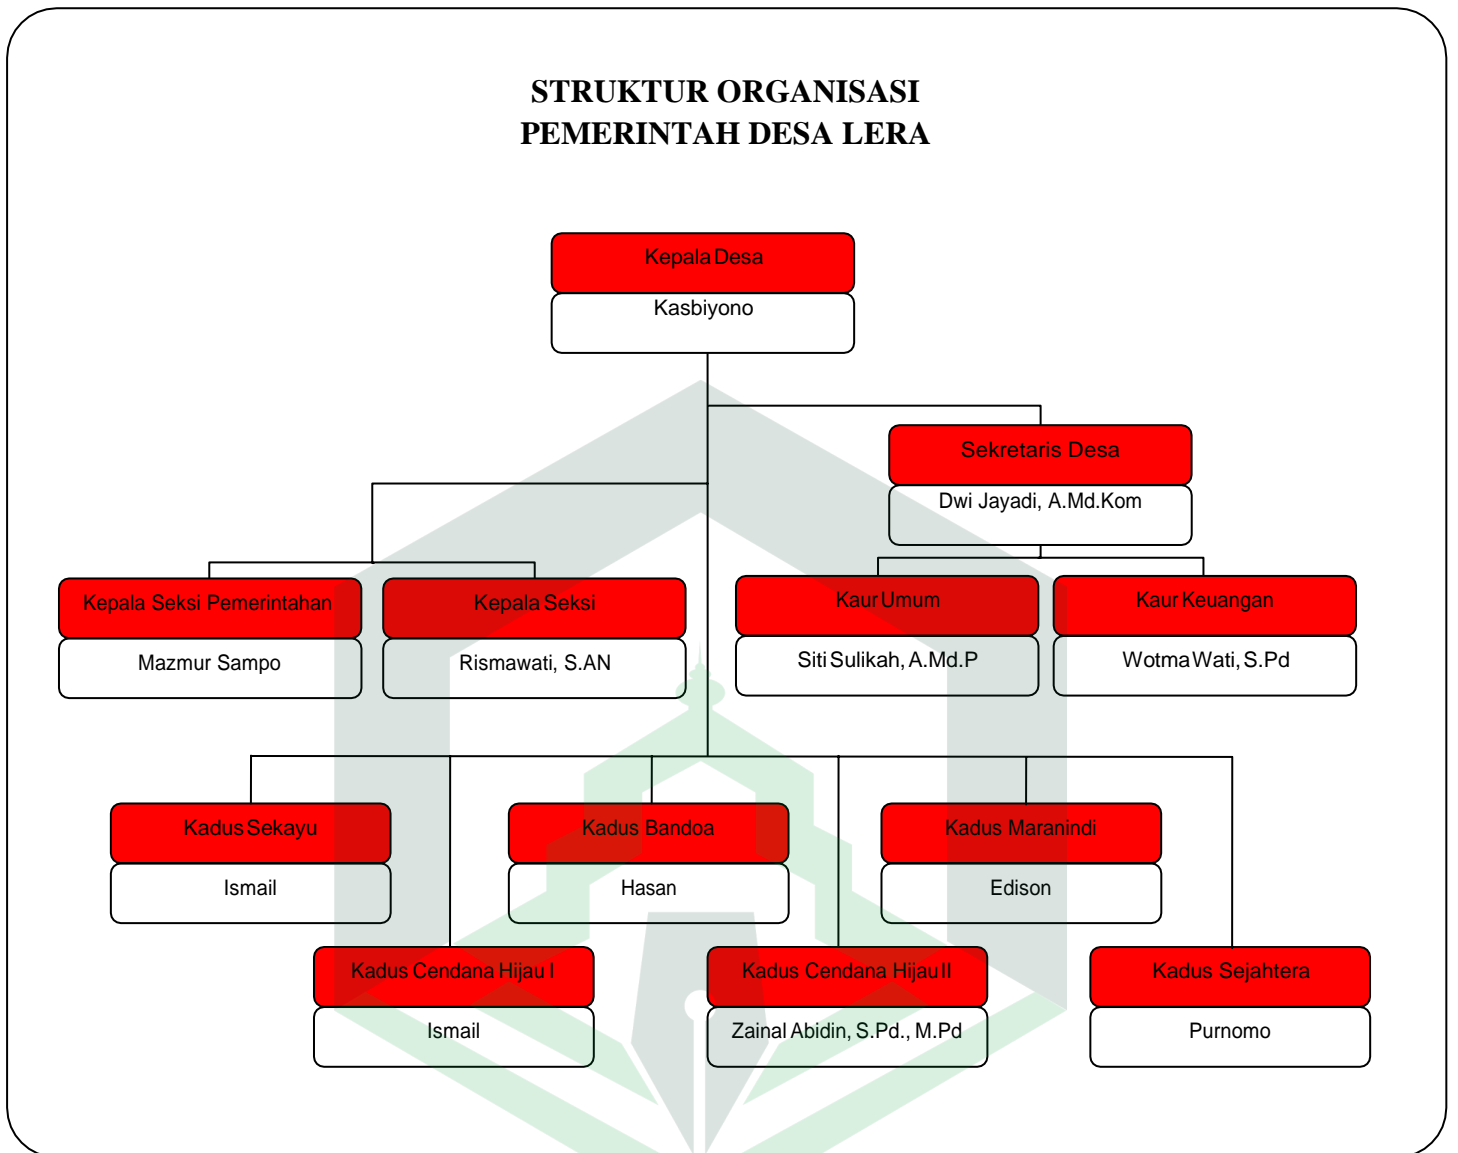 STRUKTUR ORGANISASI
PEMERINTAH DESA LERA
Kepala Desa
Kasbiyono
Sekretaris Desa
Dwi Jayadi, A.Md.Kom
Kepala Seksi Pemerintahan
Mazmur Sampo
Kepala Seksi
Rismawati, S.AN
Kaur Umum
Siti Sulikah, A.Md.P
Kaur Keuangan
Wotma Wati, S.Pd
Kadus Sekayu
Ismail
Kadus Bandoa
Hasan
Kadus Maranindi
Edison
Kadus Cendana Hijau I
Ismail
Kadus Cendana Hijau II
Zainal Abidin, S.Pd., M.Pd
Kadus Sejahtera
Purnomo